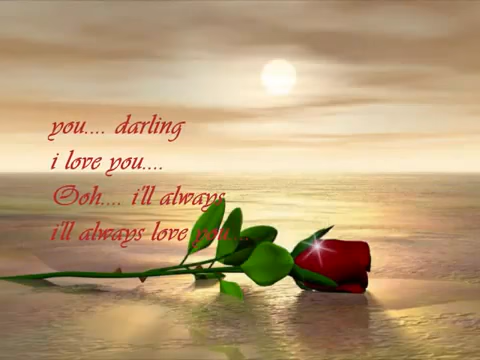 you.... darling
i love you....
Ooh.... i'll always
i'll always love you....